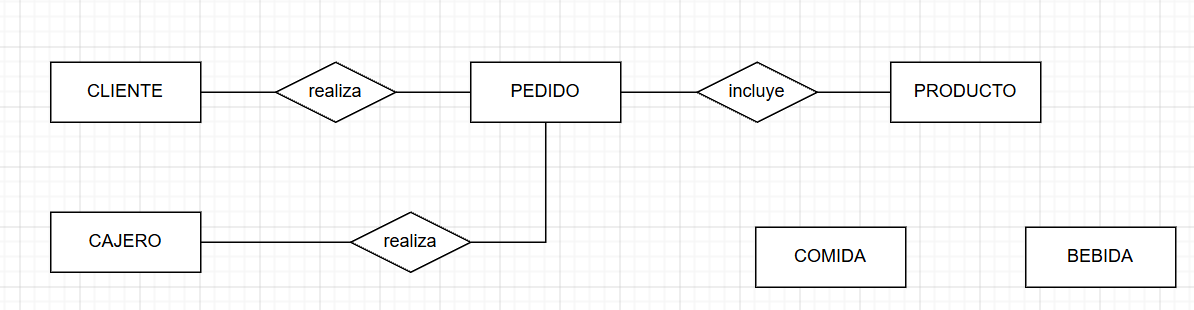 CLIENTE
realiza
PEDIDO
incluye
PRODUCTO
CAJERO
realiza
COMIDA
BEBIDA